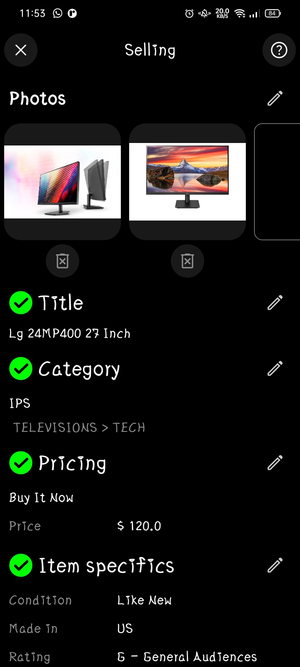 11:53
20.0 KB/S
84
Selling
Photos
Title
Lg 24MP400 27 Inch
Category
IPS
TELEVISIONS > TECH
Pricing
Buy It Now
Price $ 120.0
Item specifics
Condition Like New
Made in US
Rating G – General Audiences